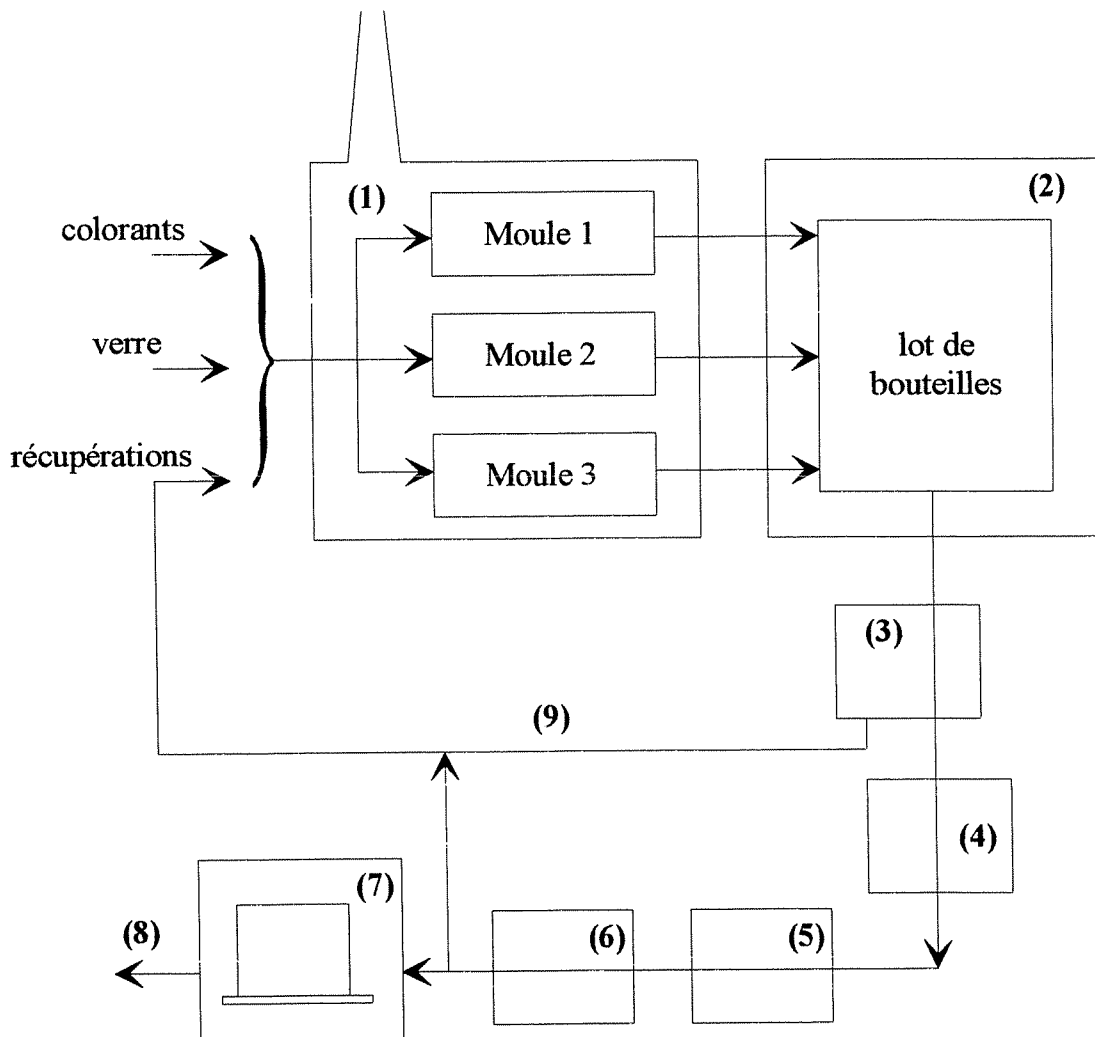 (1)
(2)
colorants
Moule 1
verre
Moule 2
lot de
bouteilles
récupérations
Moule 3
(3)
(9)
(4)
(7)
(8)
(6)
(5)